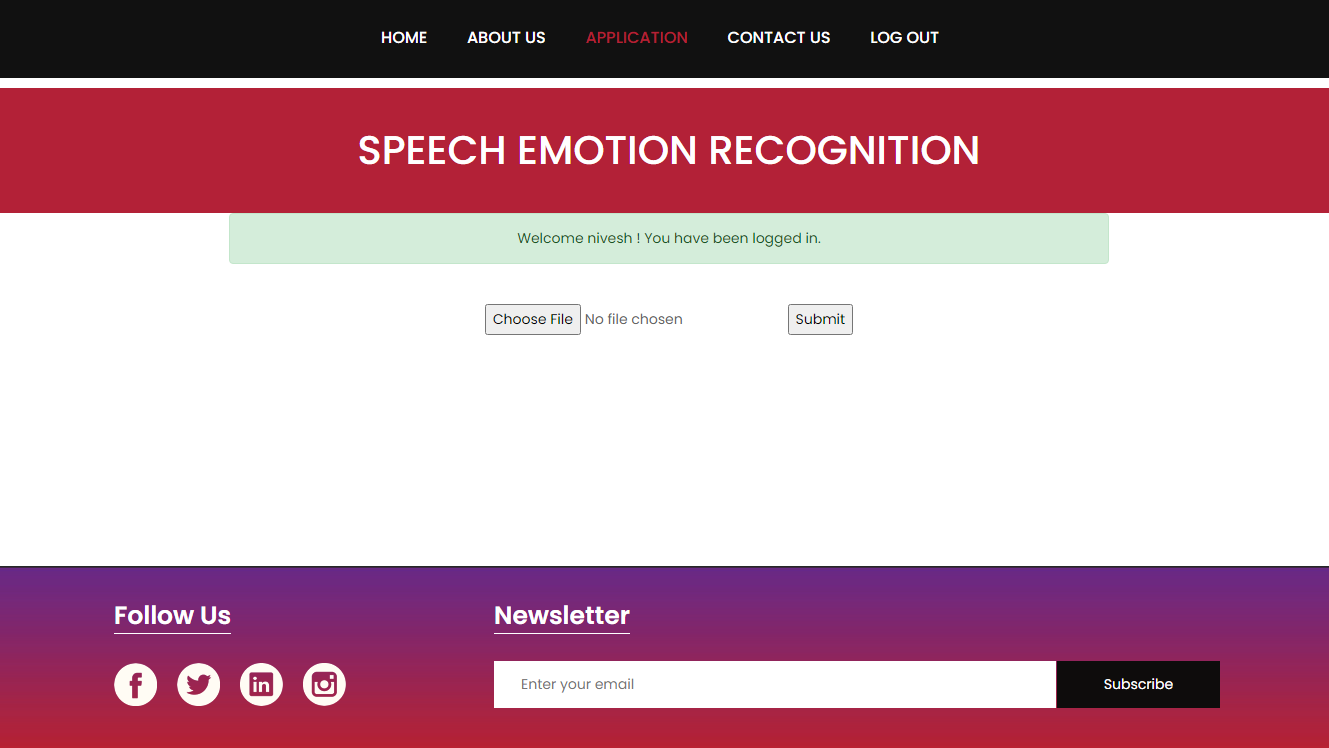 HOME ABOUT US APPLICATION CONTACT US LOG OUT
SPEECH EMOTION RECOGNITION
Welcome nivesh ! You have been logged in.
Choose File No file chosen Submit
Follow Us Newsletter
Enter your email Subscribe